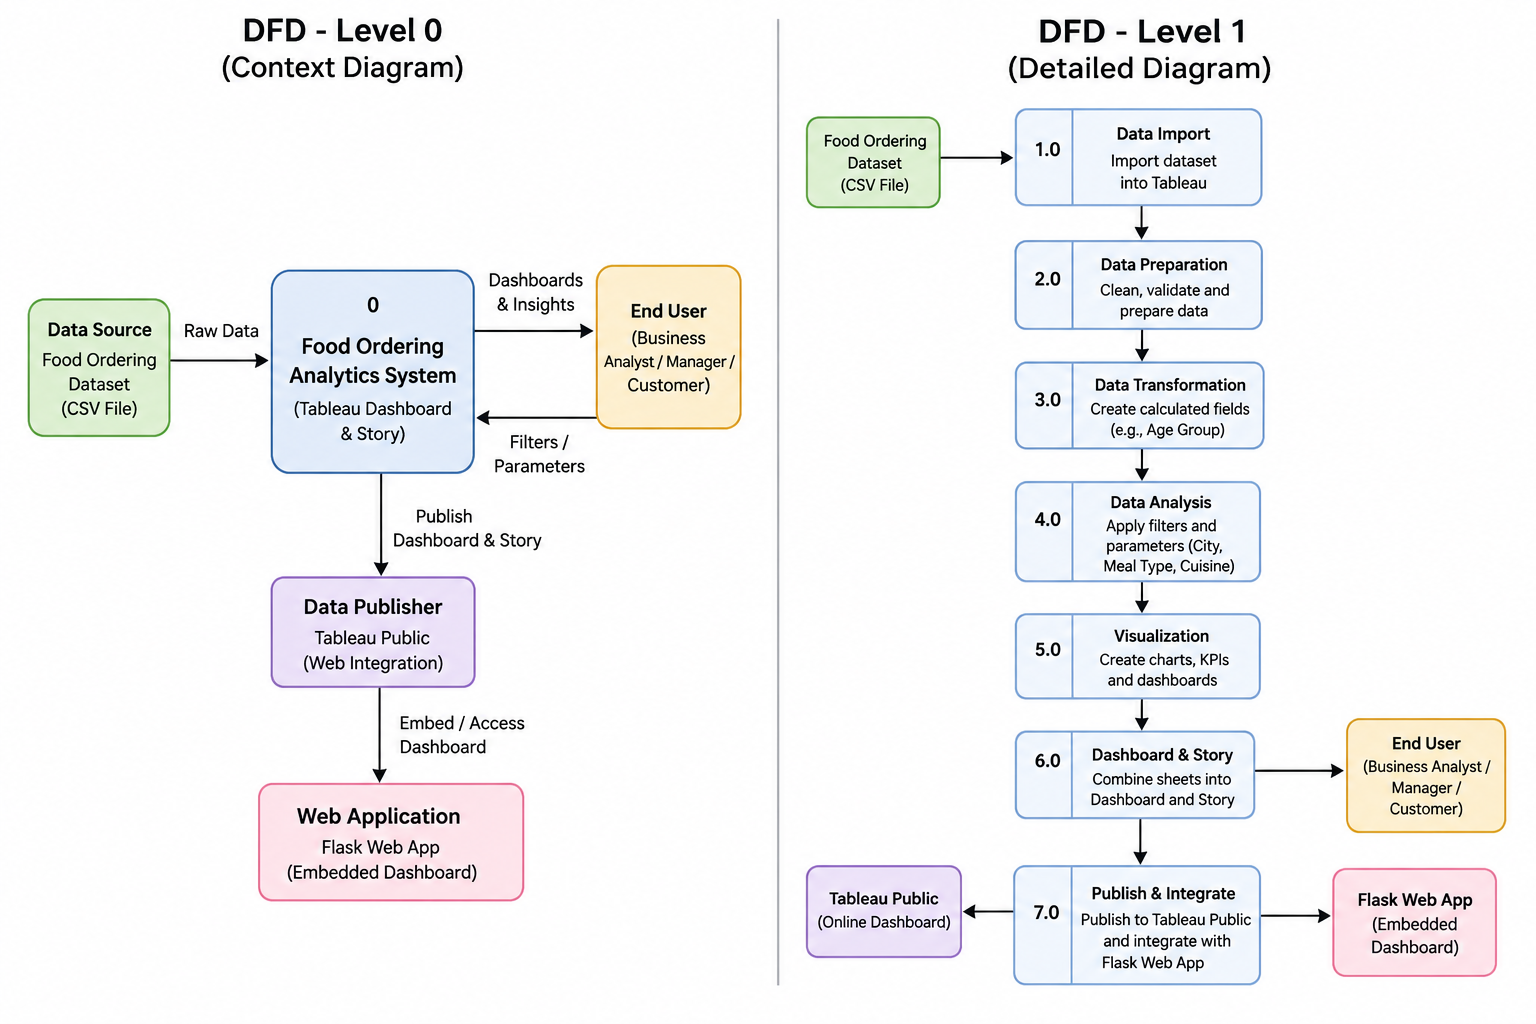 DFD - Level 0
(Context Diagram)
Data Source
Food Ordering
Dataset
(CSV File)
Raw Data
0
Food Ordering
Analytics System
(Tableau Dashboard
& Story)
Dashboards
& Insights
End User
(Business
Analyst / Manager /
Customer)
Filters /
Parameters
Publish
Dashboard & Story
Data Publisher
Tableau Public
(Web Integration)
Embed / Access
Dashboard
Web Application
Flask Web App
(Embedded Dashboard)
DFD - Level 1
(Detailed Diagram)
Food Ordering
Dataset
(CSV File)
1.0
Data Import
Import dataset
into Tableau
2.0
Data Preparation
Clean, validate and
prepare data
3.0
Data Transformation
Create calculated fields
(e.g., Age Group)
4.0
Data Analysis
Apply filters and
parameters (City,
Meal Type, Cuisine)
5.0
Visualization
Create charts, KPIs
and dashboards
6.0
Dashboard & Story
Combine sheets into
Dashboard and Story
End User
(Business Analyst /
Manager /
Customer)
Tableau Public
(Online Dashboard)
7.0
Publish & Integrate
Publish to Tableau Public
and integrate with
Flask Web App
Flask Web App
(Embedded
Dashboard)